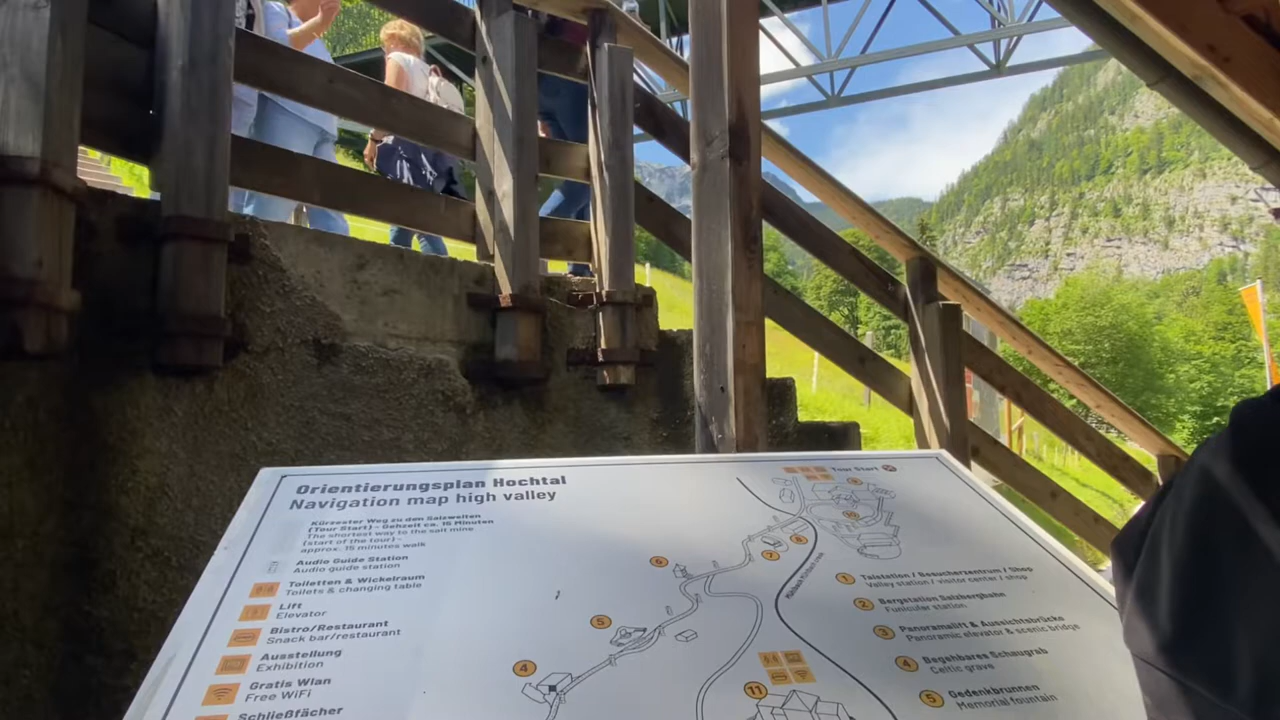 Orientierungsplan Hochtal
Navigation map high valley
Kürzester Weg zu den Salzwelten
(Tour Start) - Gehzeit ca. 15 Minuten
The shortest way to the salt mine
(start of the tour) -
approx. 15 minutes walk
Audio Guide Station
Audio guide station
Toiletten & Wickelraum
Toilets & changing table
Lift
Elevator
Bistro/Restaurant
Snack bar/restaurant
Ausstellung
Exhibition
Gratis Wlan
Free WiFi
Schließfächer
Tour Start
10
9
8
7
6
5
4
11
1 Talstation / Besucherzentrum / Shop
Valley station / visitor center / shop
2 Bergstation Salzbergbahn
Funicular station
3 Panoramalift & Aussichtsbrücke
Panoramic elevator & scenic bridge
4 Begehbares Schaugrab
Celtic grave
5 Gedenkbrunnen
Memorial fountain